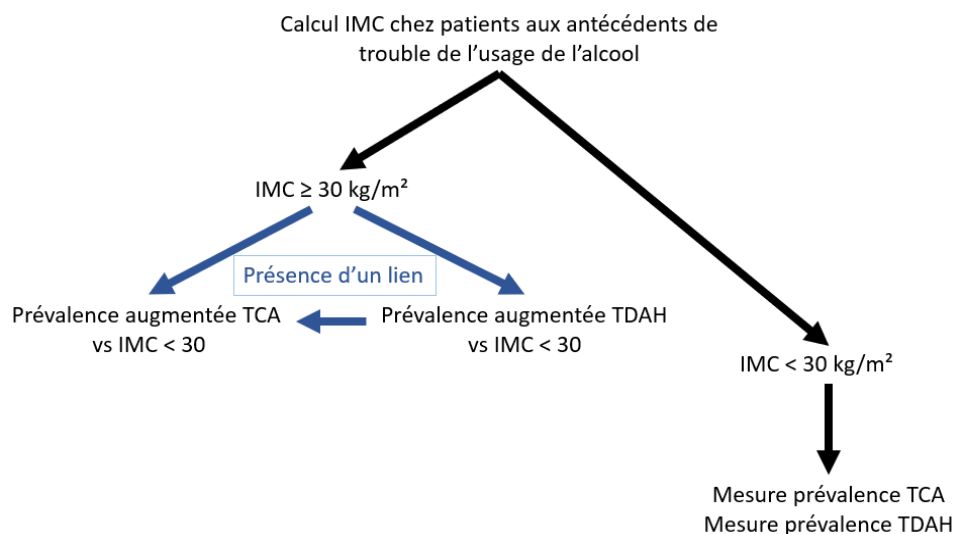 Calcul IMC chez patients aux antécédents de
trouble de l’usage de l’alcool
IMC ≥ 30 kg/m²
Présence d’un lien
Prévalence augmentée TCA
vs IMC < 30
Prévalence augmentée TDAH
vs IMC < 30
IMC < 30 kg/m²
Mesure prévalence TCA
Mesure prévalence TDAH